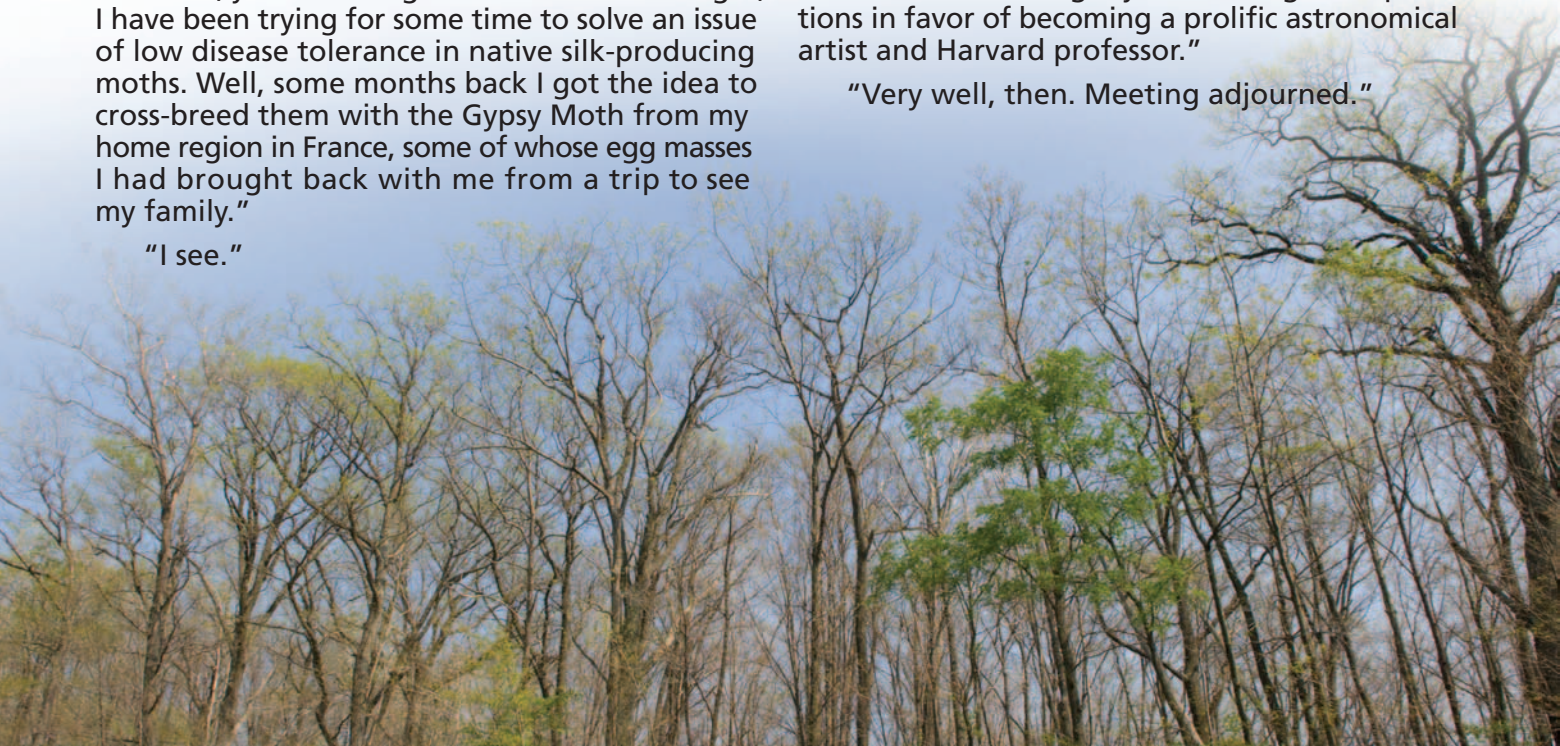 I have been trying for some time to solve an issue
of low disease tolerance in native silk-producing
moths. Well, some months back I got the idea to
cross-breed them with the Gypsy Moth from my
home region in France, some of whose egg masses
I had brought back with me from a trip to see
my family.”
“I see.”
tions in favor of becoming a prolific astronomical
artist and Harvard professor.”
“Very well, then. Meeting adjourned.”